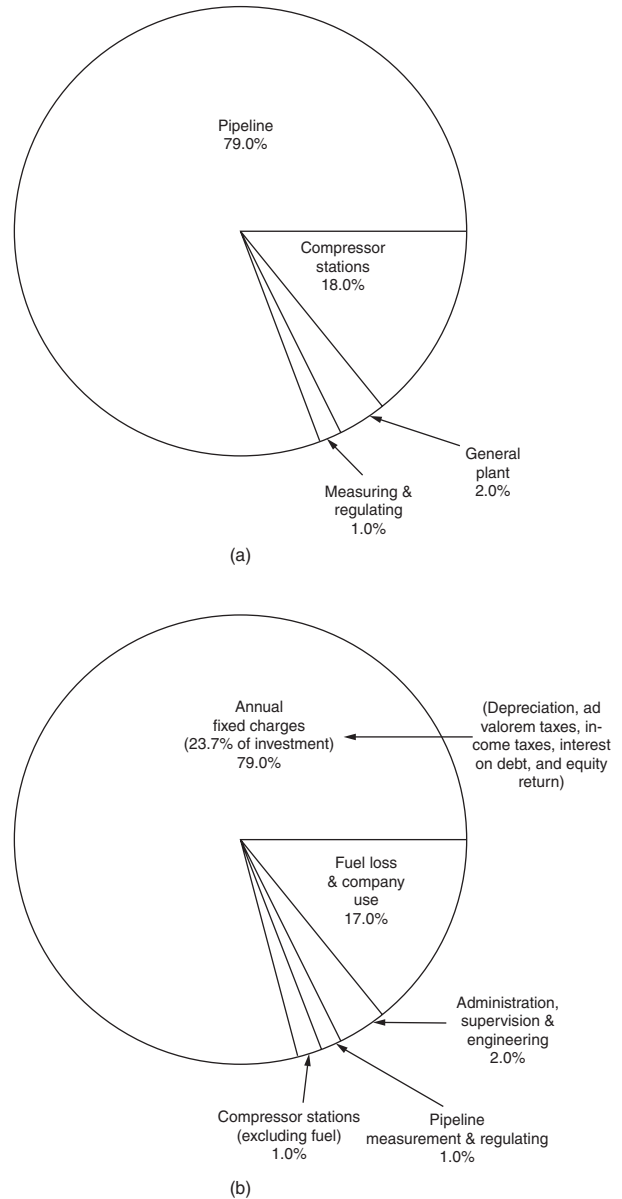 Pipeline
79.0%
Compressor
stations
18.0%
General
plant
2.0%
Measuring &
regulating
1.0%
(a)
Annual
fixed charges
(23.7% of investment)
79.0%
(Depreciation, ad
valorem taxes, in-
come taxes, interest
on debt, and equity
return)
Fuel loss
& company
use
17.0%
Administration,
supervision &
engineering
2.0%
Compressor stations
(excluding fuel)
1.0%
Pipeline
measurement & regulating
1.0%
(b)